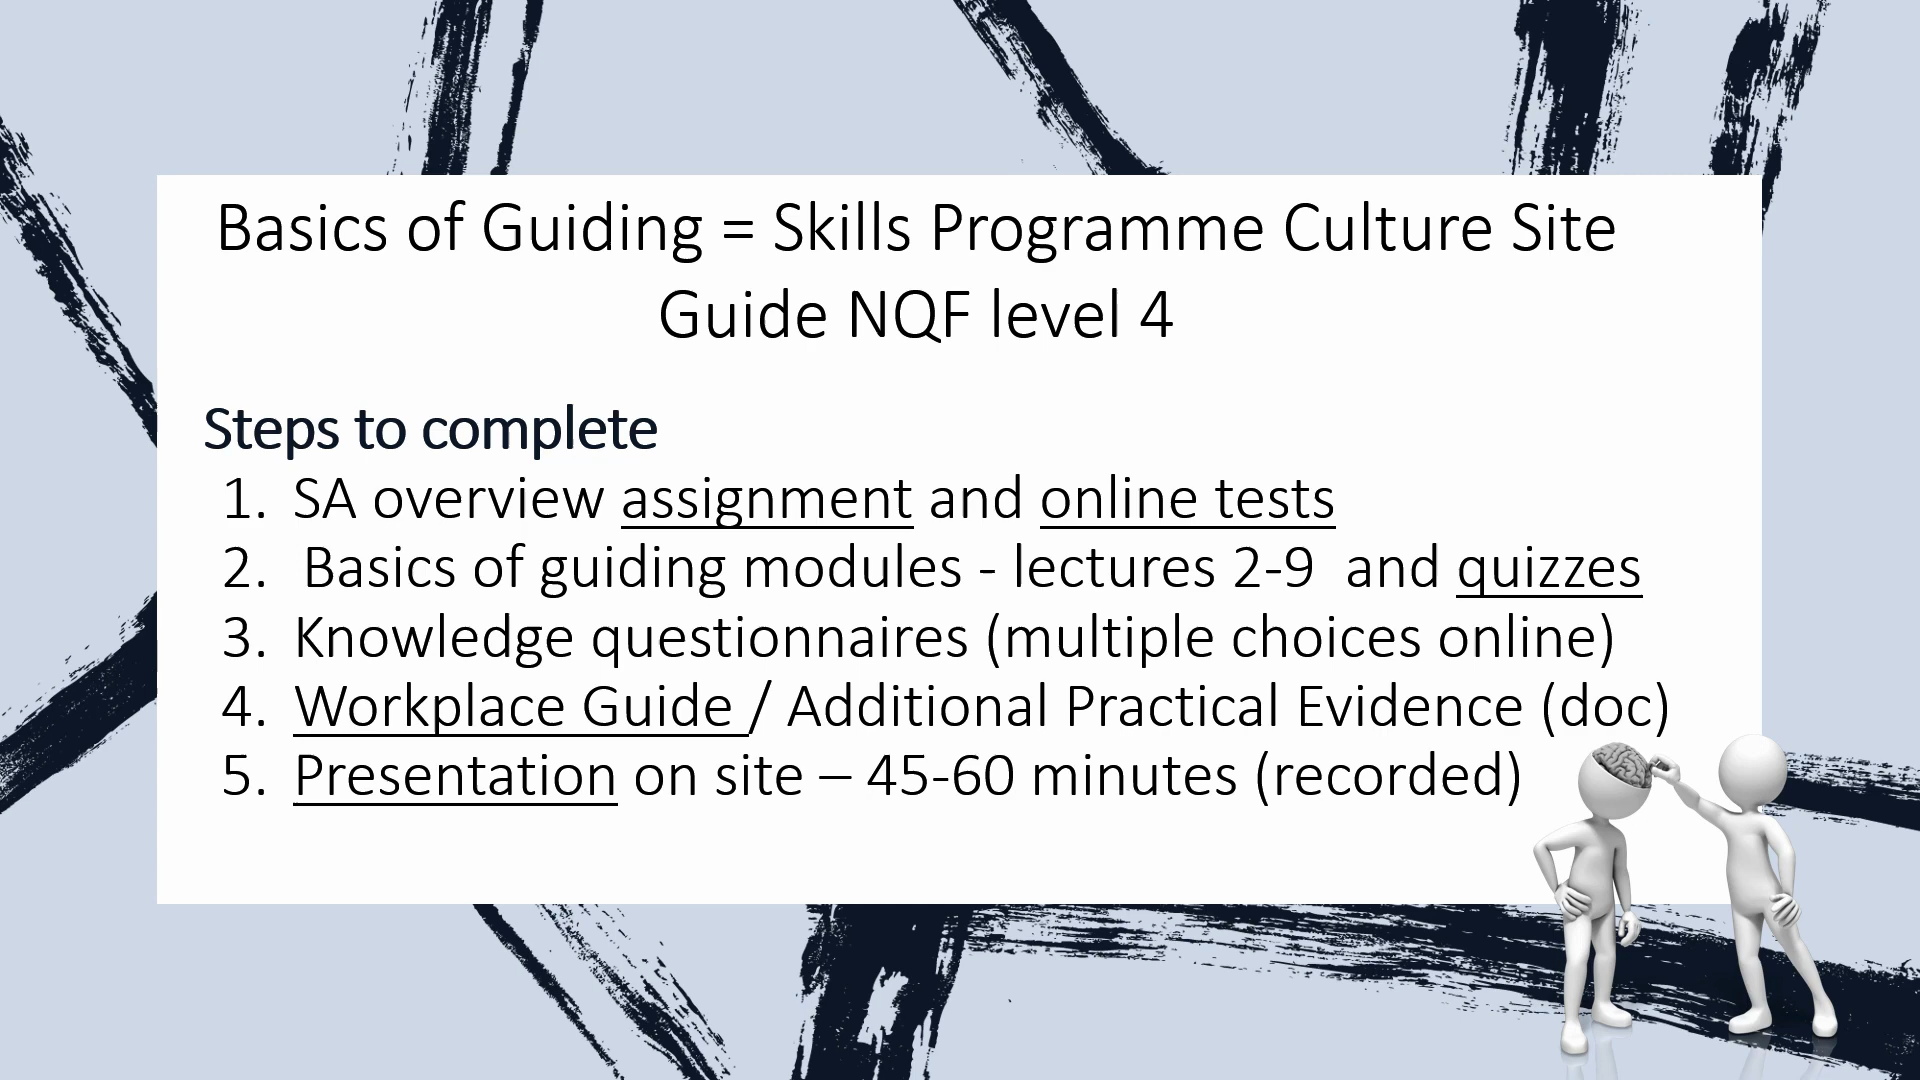 Basics of Guiding = Skills Programme Culture Site
Guide NQF level 4
Steps to complete
1. SA overview assignment and online tests
2. Basics of guiding modules - lectures 2-9 and quizzes
3. Knowledge questionnaires (multiple choices online)
4. Workplace Guide / Additional Practical Evidence (doc)
5. Presentation on site – 45-60 minutes (recorded)